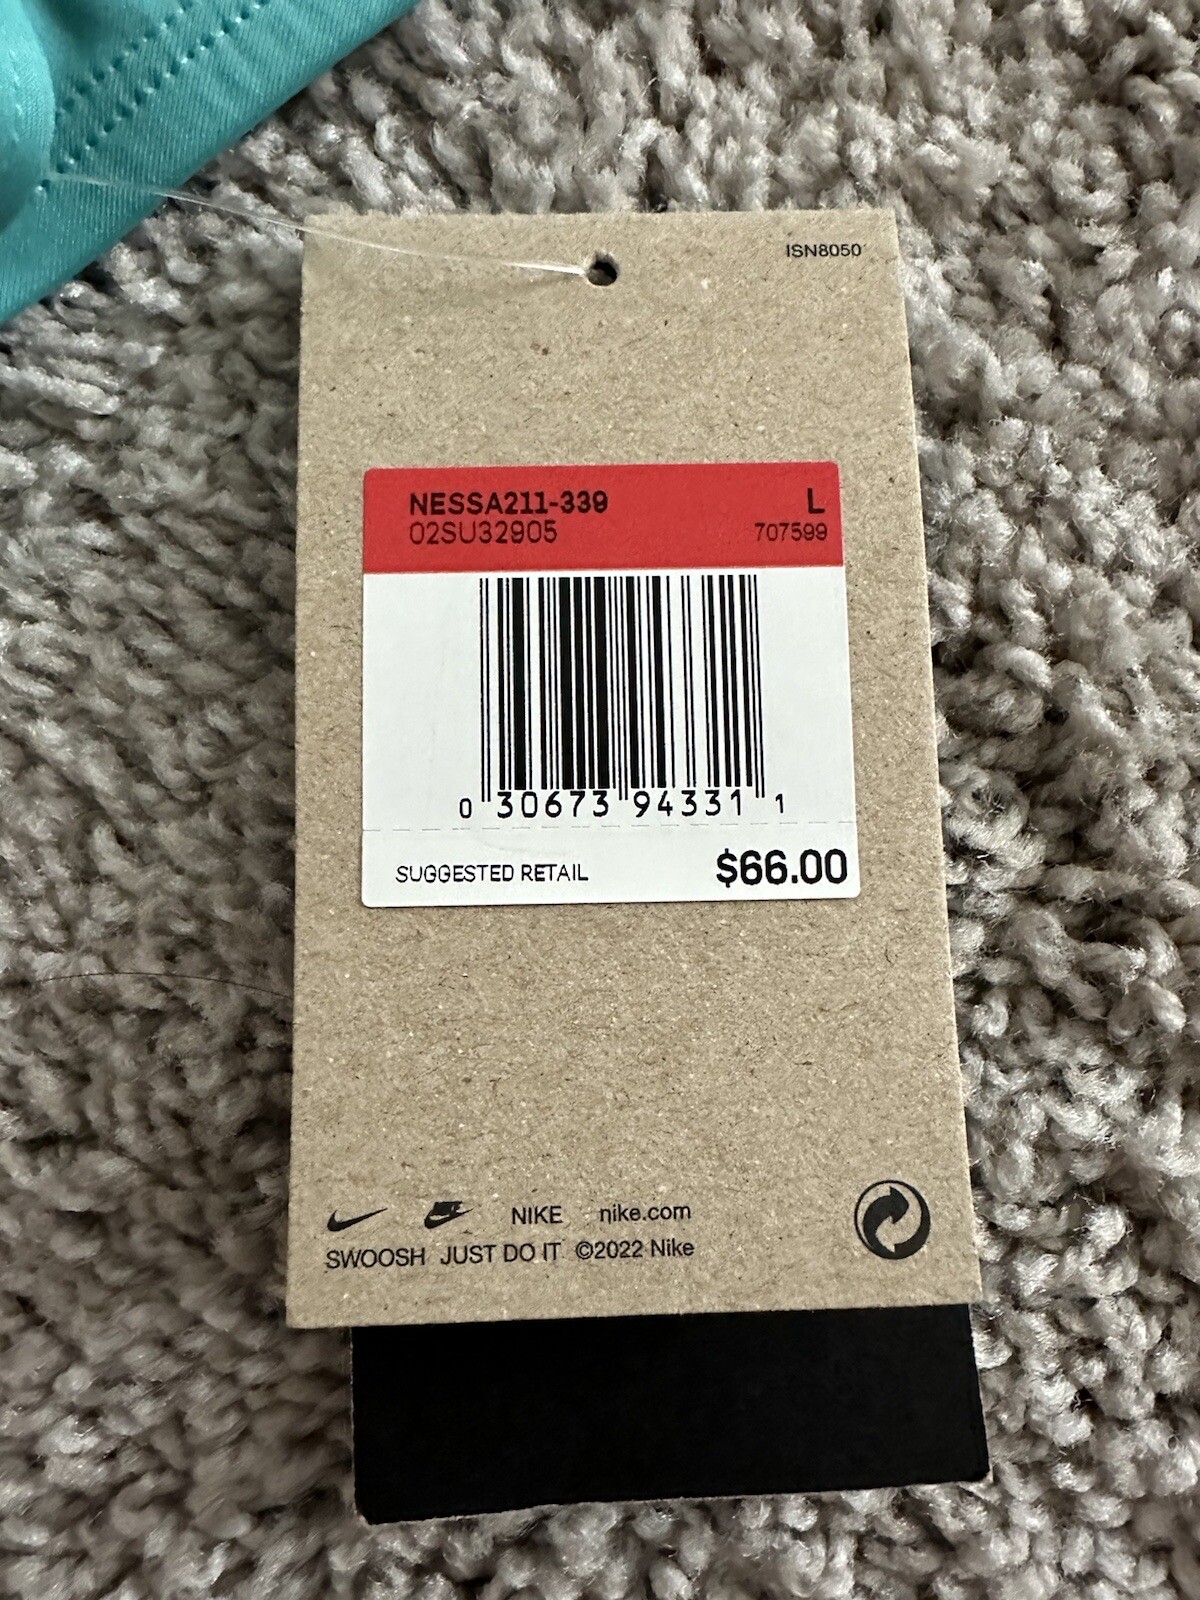 ISN8050
NESSA211-339 L
02SU32905 707599
0 30673 94331 1
SUGGESTED RETAIL $66.00
NIKE nike.com
SWOOSH JUST DO IT ©2022 Nike